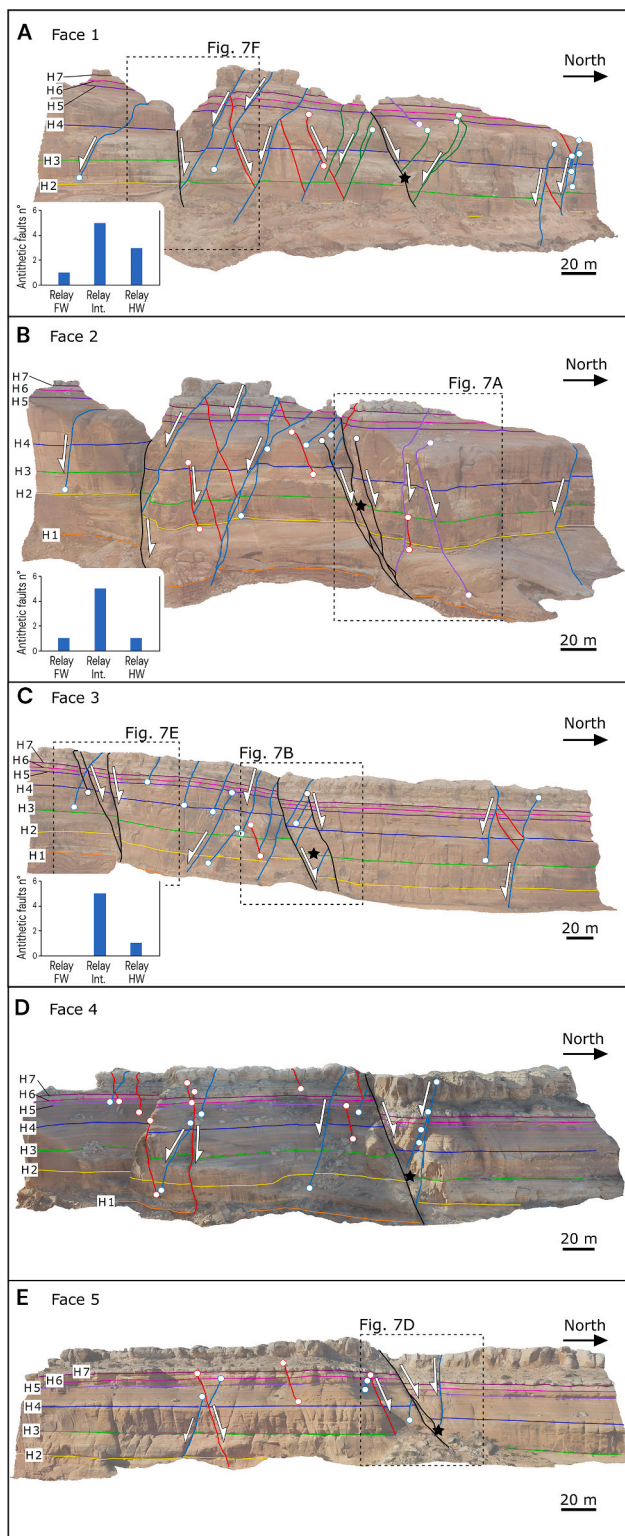 A Face 1
Fig. 7F
North
H7
H6
H5
H4
H3
H2
Antithetic faults n°
6
4
2
0
Relay FW
Relay Int.
Relay HW
20 m
B Face 2
North
Fig. 7A
H7
H6
H5
H4
H3
H2
H1
Antithetic faults n°
6
4
2
0
Relay FW
Relay Int.
Relay HW
20 m
C Face 3
North
Fig. 7E
Fig. 7B
H7
H6
H5
H4
H3
H2
H1
Antithetic faults n°
6
4
2
0
Relay FW
Relay Int.
Relay HW
20 m
D Face 4
North
H7
H6
H5
H4
H3
H2
H1
20 m
E Face 5
Fig. 7D
North
H7
H6
H5
H4
H3
H2
20 m